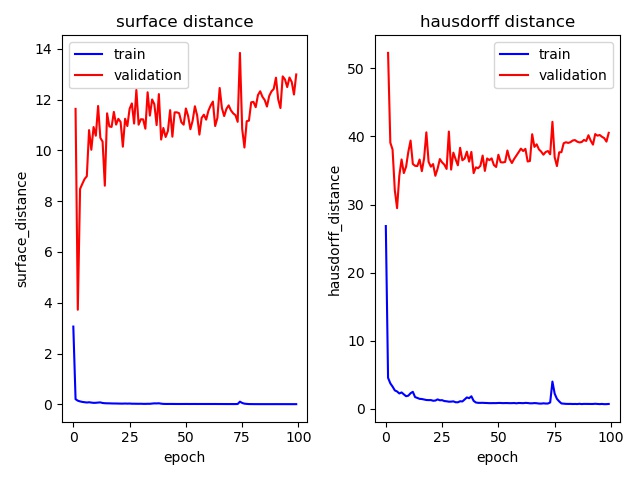 surface distance
train
validation
surface_distance
14
12
10
8
6
4
2
0
0 25 50 75 100
epoch
hausdorff distance
train
validation
hausdorff_distance
50
40
30
20
10
0
0 25 50 75 100
epoch